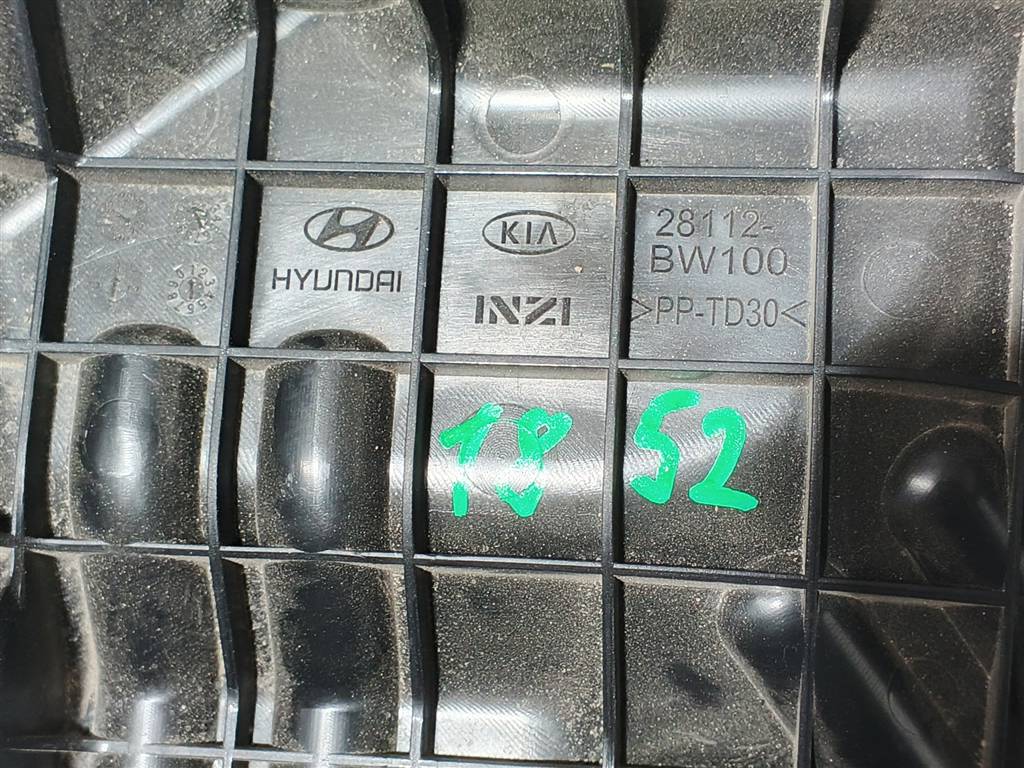 HYUNDAI
KIA
INZI
28112-
BW100
>PP-TD30<
18 52